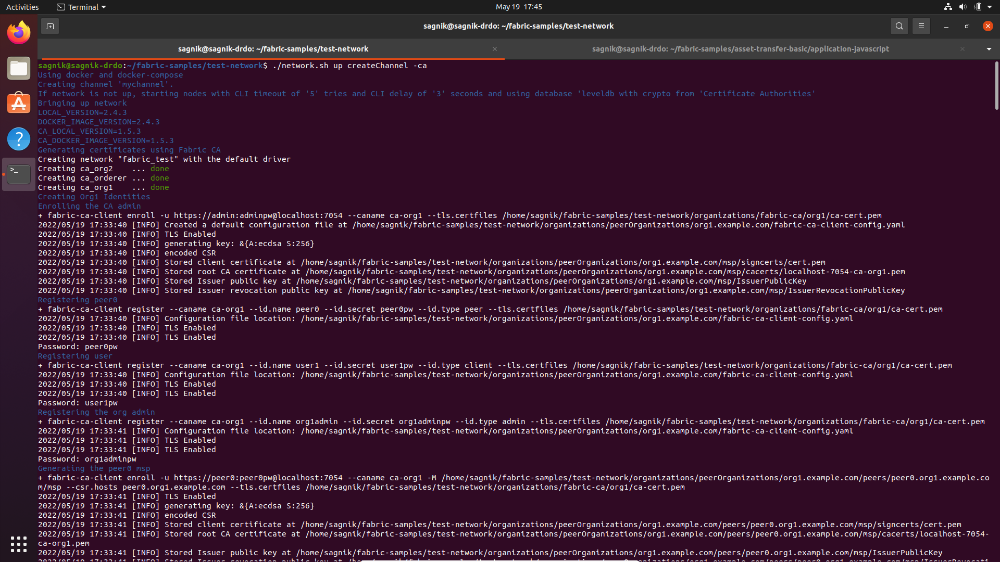 Activities
Terminal
May 19 17:45
sagnik@sagnik-drdo: ~/fabric-samples/test-network
sagnik@sagnik-drdo: ~/fabric-samples/test-network
sagnik@sagnik-drdo: ~/fabric-samples/asset-transfer-basic/application-javascript
sagnik@sagnik-drdo:~/fabric-samples/test-network$ ./network.sh up createChannel -ca
Using docker and docker-compose
Creating channel 'mychannel'.
If network is not up, starting nodes with CLI timeout of '5' tries and CLI delay of '3' seconds and using database 'leveldb with crypto from 'Certificate Authorities'
Bringing up network
LOCAL_VERSION=2.4.3
DOCKER_IMAGE_VERSION=2.4.3
CA_LOCAL_VERSION=1.5.3
CA_DOCKER_IMAGE_VERSION=1.5.3
Generating certificates using Fabric CA
Creating network "fabric_test" with the default driver
Creating ca_org2    ... done
Creating ca_orderer ... done
Creating ca_org1    ... done
Creating Org1 Identities
Enrolling the CA admin
+ fabric-ca-client enroll -u https://admin:adminpw@localhost:7054 --caname ca-org1 --tls.certfiles /home/sagnik/fabric-samples/test-network/organizations/fabric-ca/org1/ca-cert.pem
2022/05/19 17:33:40 [INFO] Created a default configuration file at /home/sagnik/fabric-samples/test-network/organizations/peerOrganizations/org1.example.com/fabric-ca-client-config.yaml
2022/05/19 17:33:40 [INFO] TLS Enabled
2022/05/19 17:33:40 [INFO] generating key: &{A:ecdsa S:256}
2022/05/19 17:33:40 [INFO] encoded CSR
2022/05/19 17:33:40 [INFO] Stored client certificate at /home/sagnik/fabric-samples/test-network/organizations/peerOrganizations/org1.example.com/msp/signcerts/cert.pem
2022/05/19 17:33:40 [INFO] Stored root CA certificate at /home/sagnik/fabric-samples/test-network/organizations/peerOrganizations/org1.example.com/msp/cacerts/localhost-7054-ca-org1.pem
2022/05/19 17:33:40 [INFO] Stored Issuer public key at /home/sagnik/fabric-samples/test-network/organizations/peerOrganizations/org1.example.com/msp/IssuerPublicKey
2022/05/19 17:33:40 [INFO] Stored Issuer revocation public key at /home/sagnik/fabric-samples/test-network/organizations/peerOrganizations/org1.example.com/msp/IssuerRevocationPublicKey
Registering peer0
+ fabric-ca-client register --caname ca-org1 --id.name peer0 --id.secret peer0pw --id.type peer --tls.certfiles /home/sagnik/fabric-samples/test-network/organizations/fabric-ca/org1/ca-cert.pem
2022/05/19 17:33:40 [INFO] Configuration file location: /home/sagnik/fabric-samples/test-network/organizations/peerOrganizations/org1.example.com/fabric-ca-client-config.yaml
2022/05/19 17:33:40 [INFO] TLS Enabled
2022/05/19 17:33:40 [INFO] TLS Enabled
Password: peer0pw
Registering user
+ fabric-ca-client register --caname ca-org1 --id.name user1 --id.secret user1pw --id.type client --tls.certfiles /home/sagnik/fabric-samples/test-network/organizations/fabric-ca/org1/ca-cert.pem
2022/05/19 17:33:40 [INFO] Configuration file location: /home/sagnik/fabric-samples/test-network/organizations/peerOrganizations/org1.example.com/fabric-ca-client-config.yaml
2022/05/19 17:33:40 [INFO] TLS Enabled
2022/05/19 17:33:40 [INFO] TLS Enabled
Password: user1pw
Registering the org admin
+ fabric-ca-client register --caname ca-org1 --id.name org1admin --id.secret org1adminpw --id.type admin --tls.certfiles /home/sagnik/fabric-samples/test-network/organizations/fabric-ca/org1/ca-cert.pem
2022/05/19 17:33:41 [INFO] Configuration file location: /home/sagnik/fabric-samples/test-network/organizations/peerOrganizations/org1.example.com/fabric-ca-client-config.yaml
2022/05/19 17:33:41 [INFO] TLS Enabled
2022/05/19 17:33:41 [INFO] TLS Enabled
Password: org1adminpw
Generating the peer0 msp
+ fabric-ca-client enroll -u https://peer0:peer0pw@localhost:7054 --caname ca-org1 -M /home/sagnik/fabric-samples/test-network/organizations/peerOrganizations/org1.example.com/peers/peer0.org1.example.co
m/msp --csr.hosts peer0.org1.example.com --tls.certfiles /home/sagnik/fabric-samples/test-network/organizations/fabric-ca/org1/ca-cert.pem
2022/05/19 17:33:41 [INFO] TLS Enabled
2022/05/19 17:33:41 [INFO] generating key: &{A:ecdsa S:256}
2022/05/19 17:33:41 [INFO] encoded CSR
2022/05/19 17:33:41 [INFO] Stored client certificate at /home/sagnik/fabric-samples/test-network/organizations/peerOrganizations/org1.example.com/peers/peer0.org1.example.com/msp/signcerts/cert.pem
2022/05/19 17:33:41 [INFO] Stored root CA certificate at /home/sagnik/fabric-samples/test-network/organizations/peerOrganizations/org1.example.com/peers/peer0.org1.example.com/msp/cacerts/localhost-7054-
ca-org1.pem
2022/05/19 17:33:41 [INFO] Stored Issuer public key at /home/sagnik/fabric-samples/test-network/organizations/peerOrganizations/org1.example.com/peers/peer0.org1.example.com/msp/IssuerPublicKey